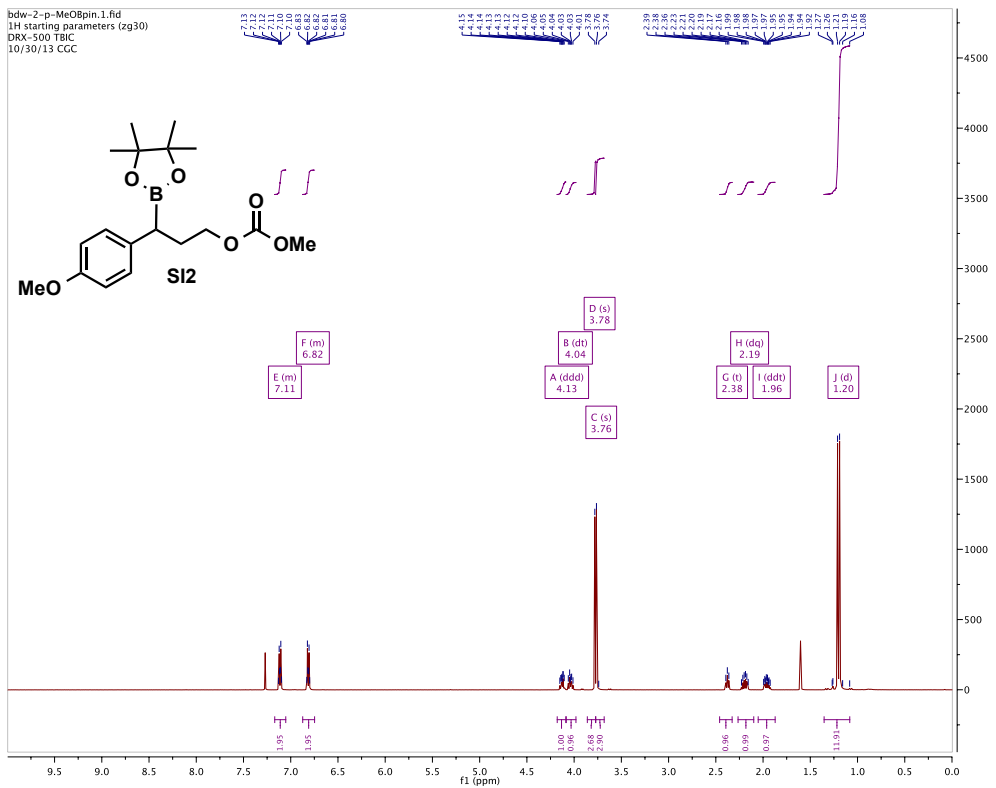 bdw-2-p-MeOBpin.1.fid
1H starting parameters (zg30)
DRX-500 TBIC
10/30/13 CGC
7.13 7.12 7.12 7.11 7.10 7.10 6.83 6.82 6.82 6.81 6.81 6.80
4.15 4.14 4.14 4.13 4.13 4.12 4.12 4.10 4.06 4.05 4.04 4.03 4.03 4.01 3.78 3.76 3.74
2.39 2.38 2.36 2.23 2.21 2.21 2.20 2.19 2.17 2.16 1.99 1.98 1.98 1.97 1.97 1.95 1.95 1.94 1.94 1.92 1.27 1.26 1.21 1.19 1.16 1.08
O O
B
O
O
OMe
MeO
SI2
D (s)
3.78
F (m)
6.82
B (dt)
4.04
H (dq)
2.19
E (m)
7.11
A (ddd)
4.13
G (t)
2.38
I (ddt)
1.96
J (d)
1.20
C (s)
3.76
4500
4000
3500
3000
2500
2000
1500
1000
500
0
1.95 1.95 1.00 0.96 2.68 2.90 0.96 0.99 0.97 11.91
9.5 9.0 8.5 8.0 7.5 7.0 6.5 6.0 5.5 5.0 4.5 4.0 3.5 3.0 2.5 2.0 1.5 1.0 0.5 0.0
f1 (ppm)